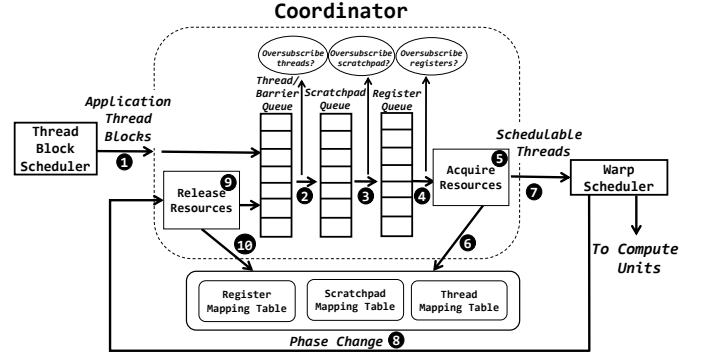 Coordinator
Oversubscribe
threads?
Oversubscribe
scratchpad?
Oversubscribe
registers?
Application
Thread
Blocks
Thread/
Barrier
Queue
Scratchpad
Queue
Register
Queue
Thread
Block
Scheduler
1
Release
Resources
9
2
3
4
Acquire
Resources
5
Schedulable
Threads
7
Warp
Scheduler
10
6
To Compute
Units
Register
Mapping Table
Scratchpad
Mapping Table
Thread
Mapping Table
Phase Change 8